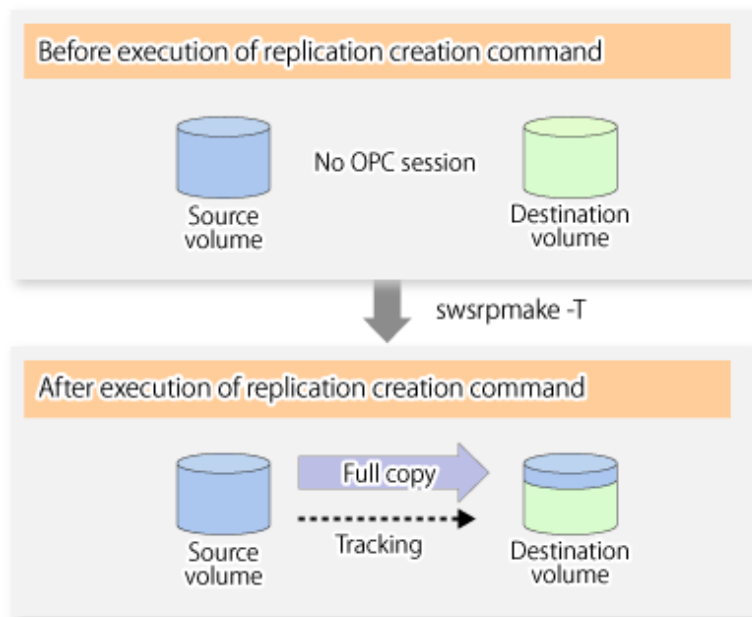 Before execution of replication creation command
No OPC session
Source
volume
Destination
volume
swsrpmake -T
After execution of replication creation command
Full copy
Tracking
Source
volume
Destination
volume